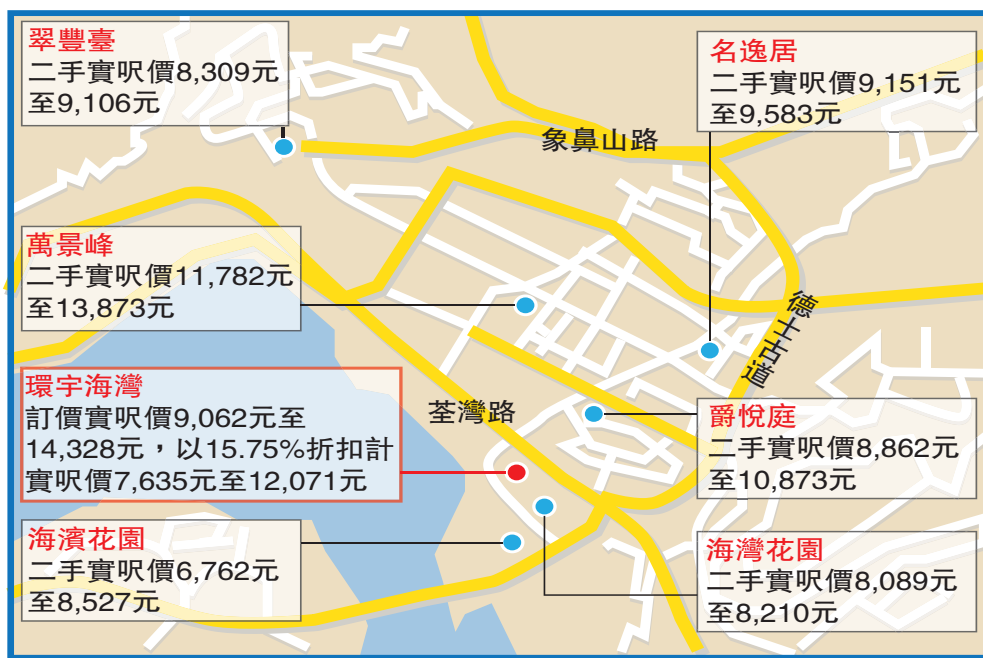 翠豐臺
二手實呎價8,309元
至9,106元
名逸居
二手實呎價9,151元
至9,583元
象鼻山路
萬景峰
二手實呎價11,782元
至13,873元
德士古道
環宇海灣
訂價實呎價9,062元至
14,328元，以15.75%折扣計
實呎價7,635元至12,071元
荃灣路
爵悅庭
二手實呎價8,862元
至10,873元
海濱花園
二手實呎價6,762元
至8,527元
海灣花園
二手實呎價8,089元
至8,210元